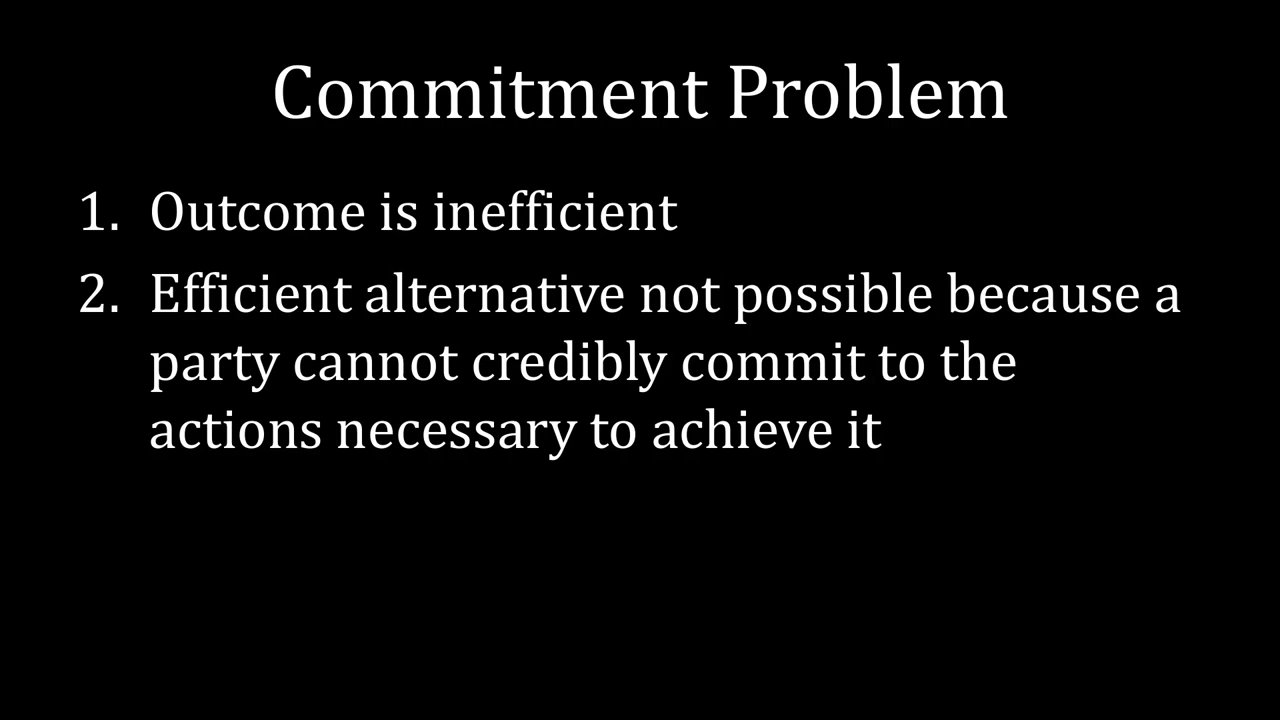 Commitment Problem
1. Outcome is inefficient
2. Efficient alternative not possible because a
party cannot credibly commit to the
actions necessary to achieve it